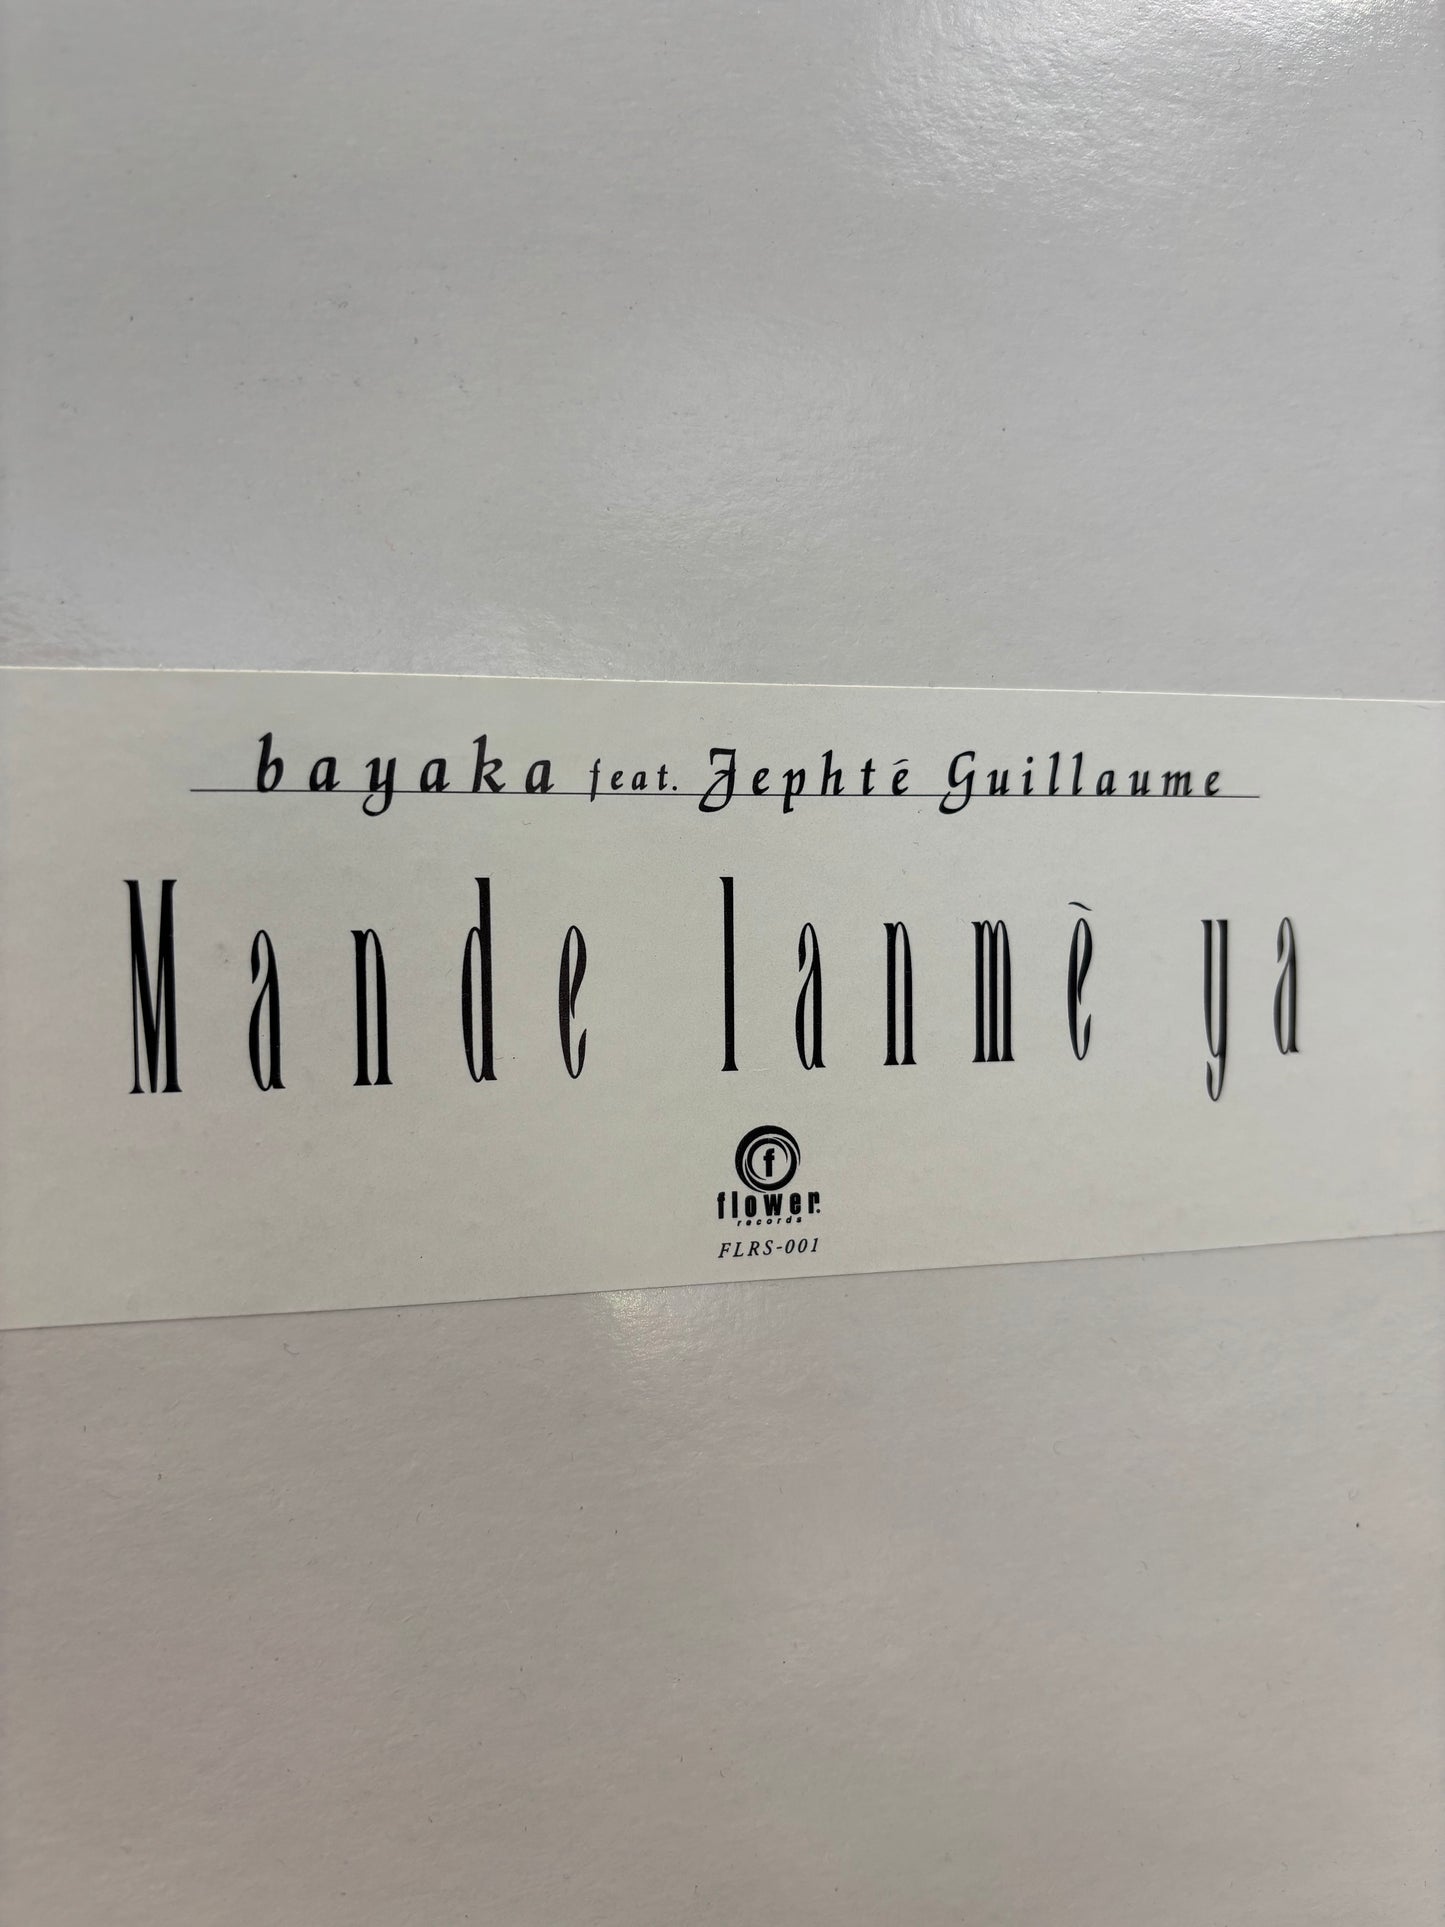 bayaka feat. Jephté Guillaume
Mande lanmè ya
f
flower
records
FLRS-001